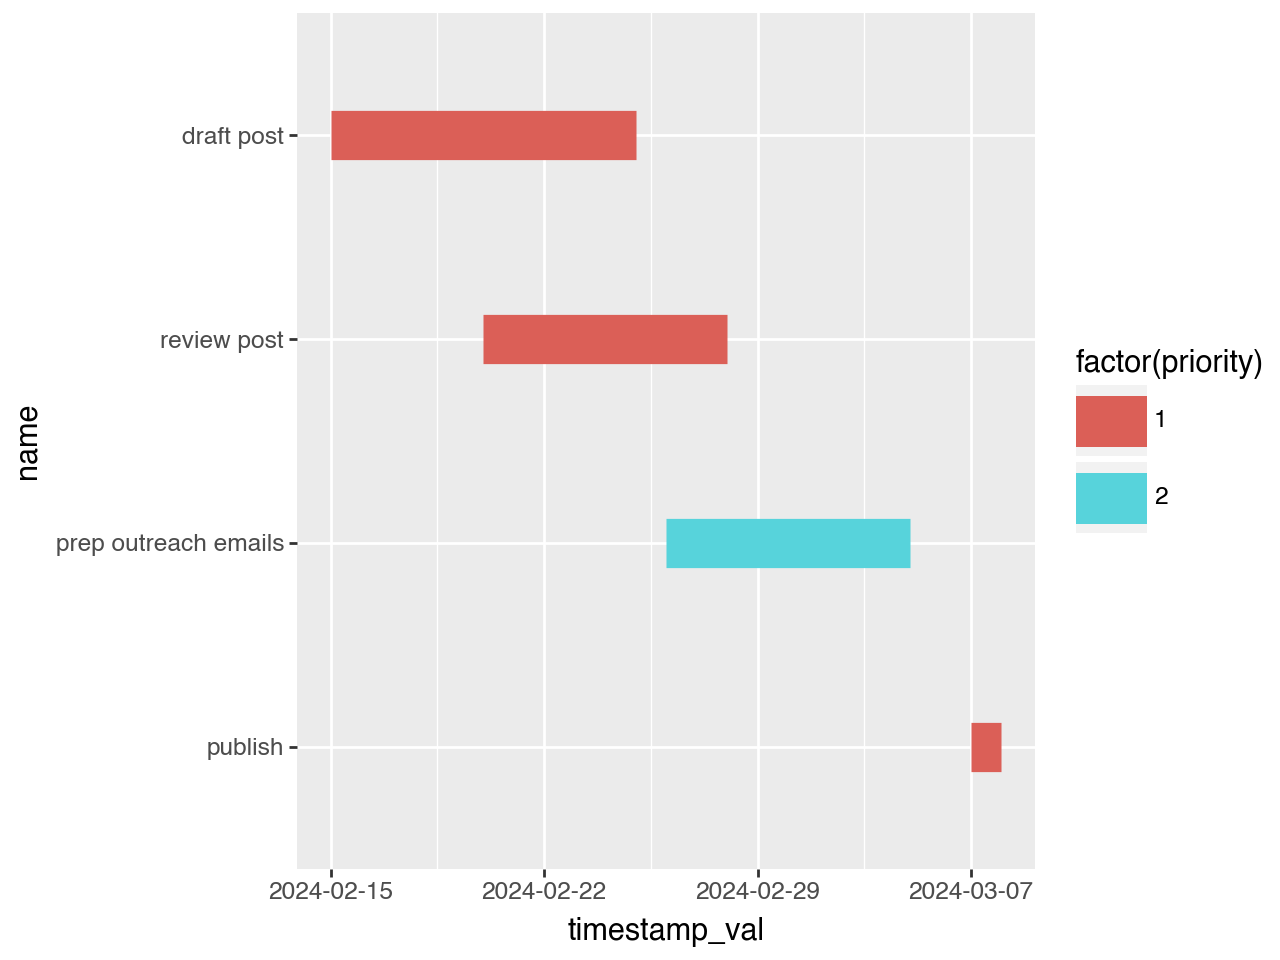 draft post
review post
prep outreach emails
publish
name
2024-02-15 2024-02-22 2024-02-29 2024-03-07
timestamp_val
factor(priority)
1
2